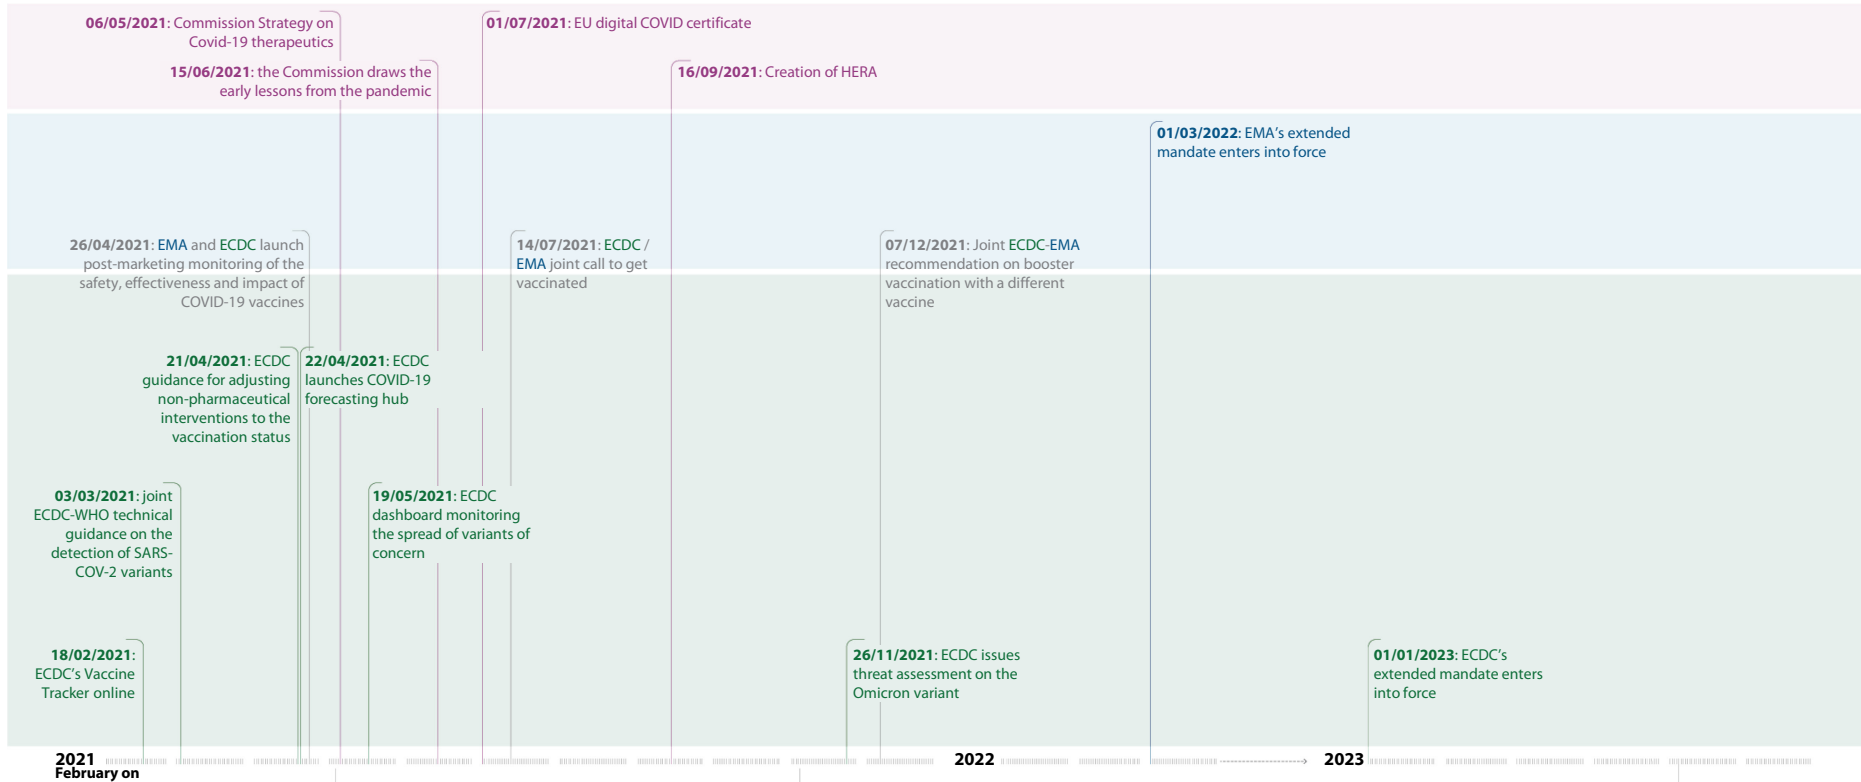 06/05/2021: Commission Strategy on
Covid-19 therapeutics
01/07/2021: EU digital COVID certificate
15/06/2021: the Commission draws the
early lessons from the pandemic
16/09/2021: Creation of HERA
01/03/2022: EMA’s extended
mandate enters into force
26/04/2021: EMA and ECDC launch
post-marketing monitoring of the
safety, effectiveness and impact of
COVID-19 vaccines
14/07/2021: ECDC /
EMA joint call to get
vaccinated
07/12/2021: Joint ECDC-EMA
recommendation on booster
vaccination with a different
vaccine
21/04/2021: ECDC
guidance for adjusting
non-pharmaceutical
interventions to the
vaccination status
22/04/2021: ECDC
launches COVID-19
forecasting hub
03/03/2021: joint
ECDC-WHO technical
guidance on the
detection of SARS-
COV-2 variants
19/05/2021: ECDC
dashboard monitoring
the spread of variants of
concern
18/02/2021:
ECDC’s Vaccine
Tracker online
26/11/2021: ECDC issues
threat assessment on the
Omicron variant
01/01/2023: ECDC’s
extended mandate enters
into force
2021
February on
2022
2023